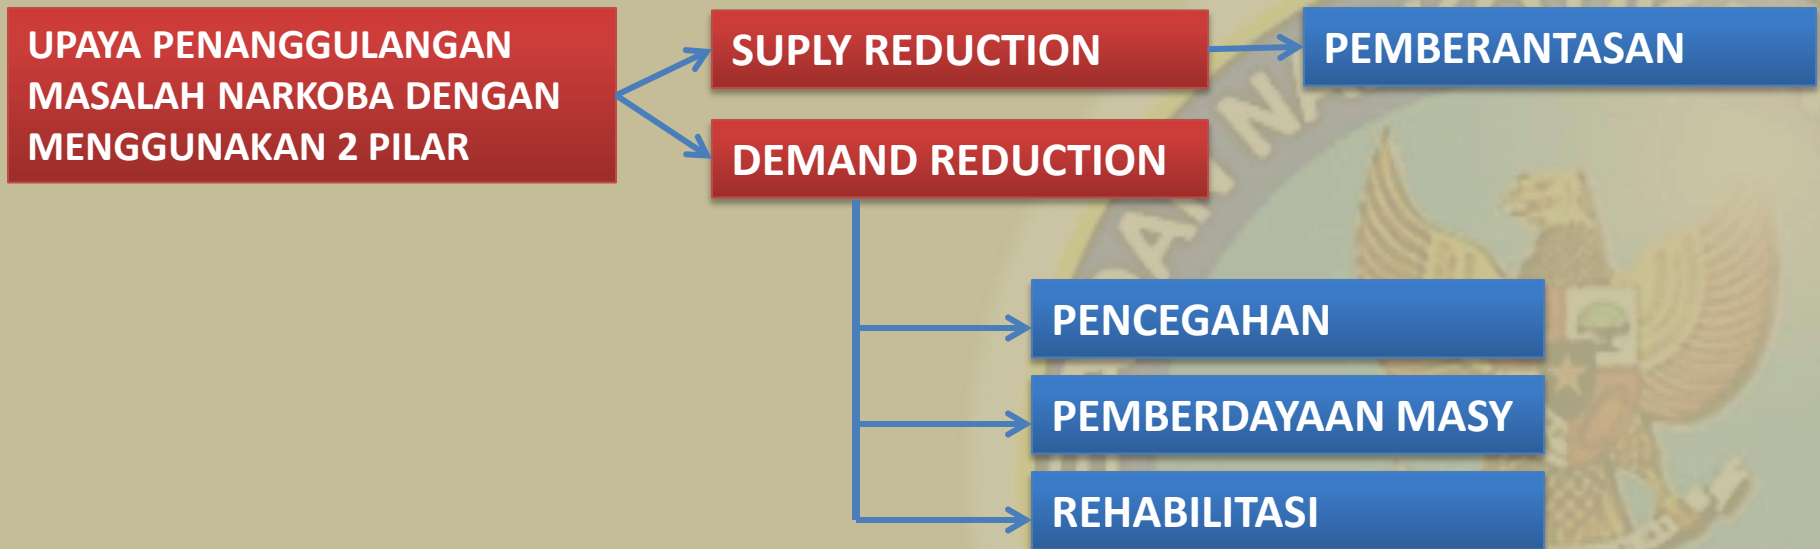 UPAYA PENANGGULANGAN
MASALAH NARKOBA DENGAN
MENGGUNAKAN 2 PILAR
SUPLY REDUCTION
PEMBERANTASAN
DEMAND REDUCTION
PENCEGAHAN
PEMBERDAYAAN MASY
REHABILITASI